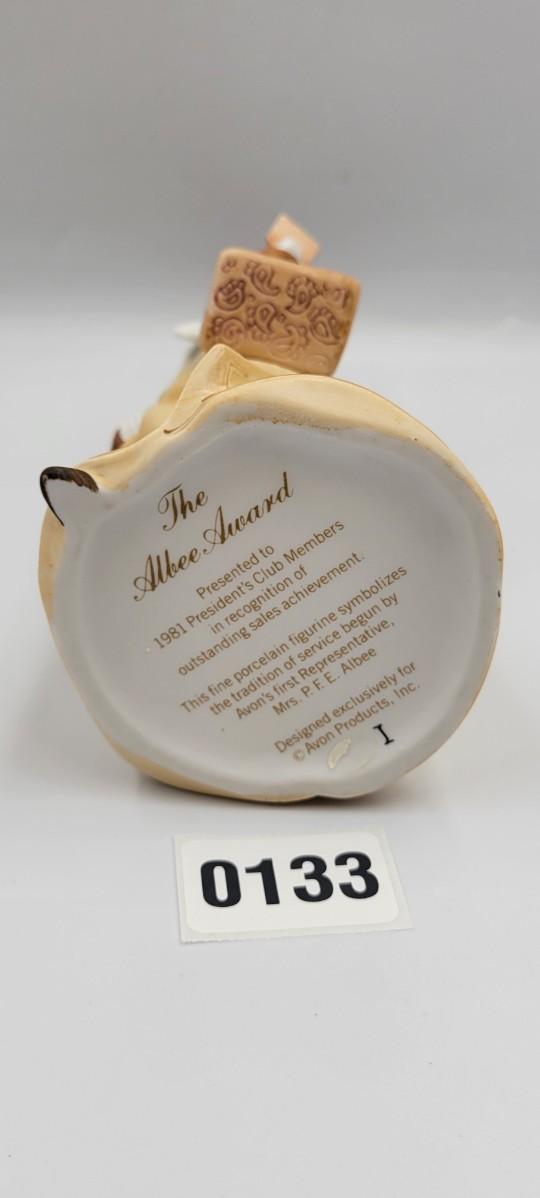 The
Albee Award
Presented to
1981 President's Club Members
in recognition of
outstanding sales achievement.
This fine porcelain figurine symbolizes
the tradition of service begun by
Avon's first Representative,
Mrs. P. F. E. Albee
Designed exclusively for
© Avon Products, Inc.
I
0133